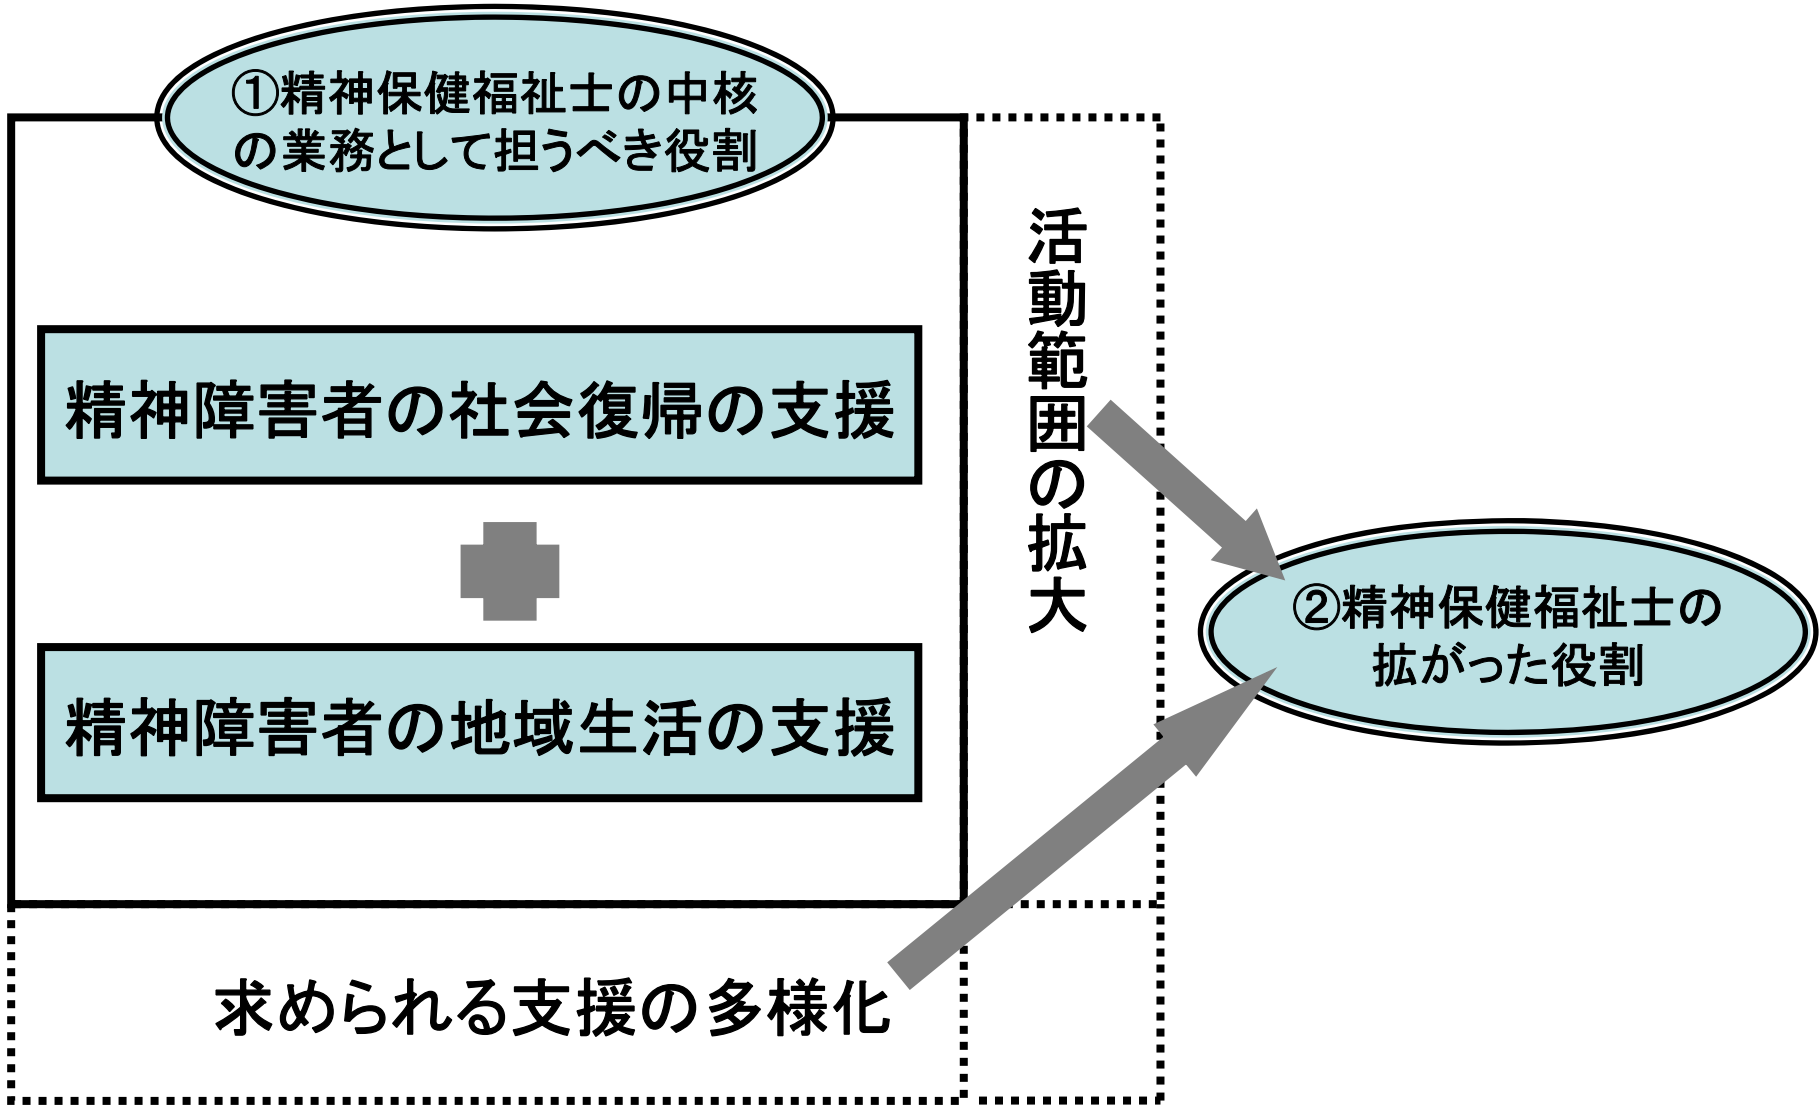 ①精神保健福祉士の中核
の業務として担うべき役割
精神障害者の社会復帰の支援
精神障害者の地域生活の支援
活動範囲の拡大
求められる支援の多様化
②精神保健福祉士の
拡がった役割